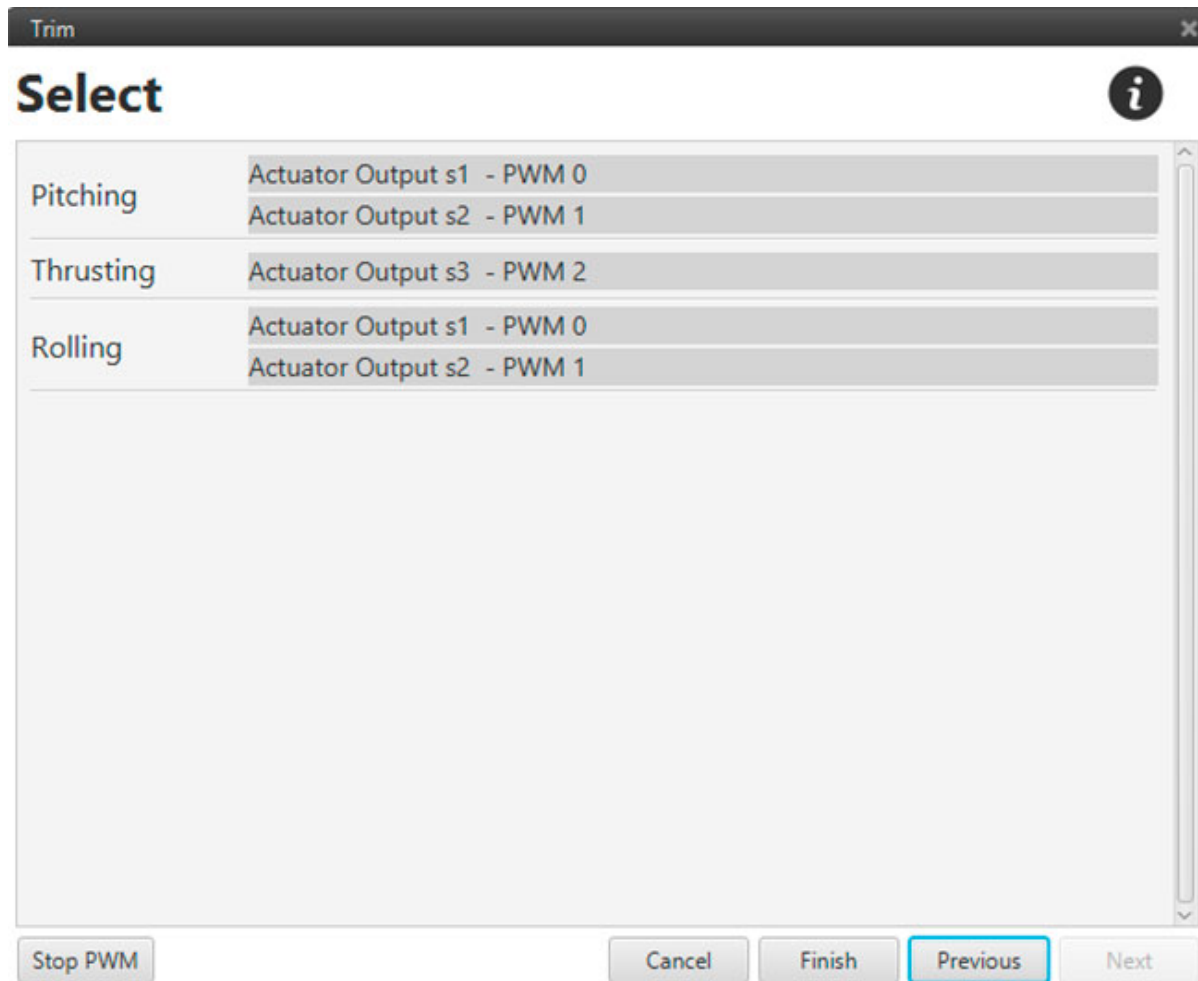 Trim
Select
Pitching
Actuator Output s1 - PWM 0
Actuator Output s2 - PWM 1
Thrusting
Actuator Output s3 - PWM 2
Rolling
Actuator Output s1 - PWM 0
Actuator Output s2 - PWM 1
Stop PWM Cancel Finish Previous Next